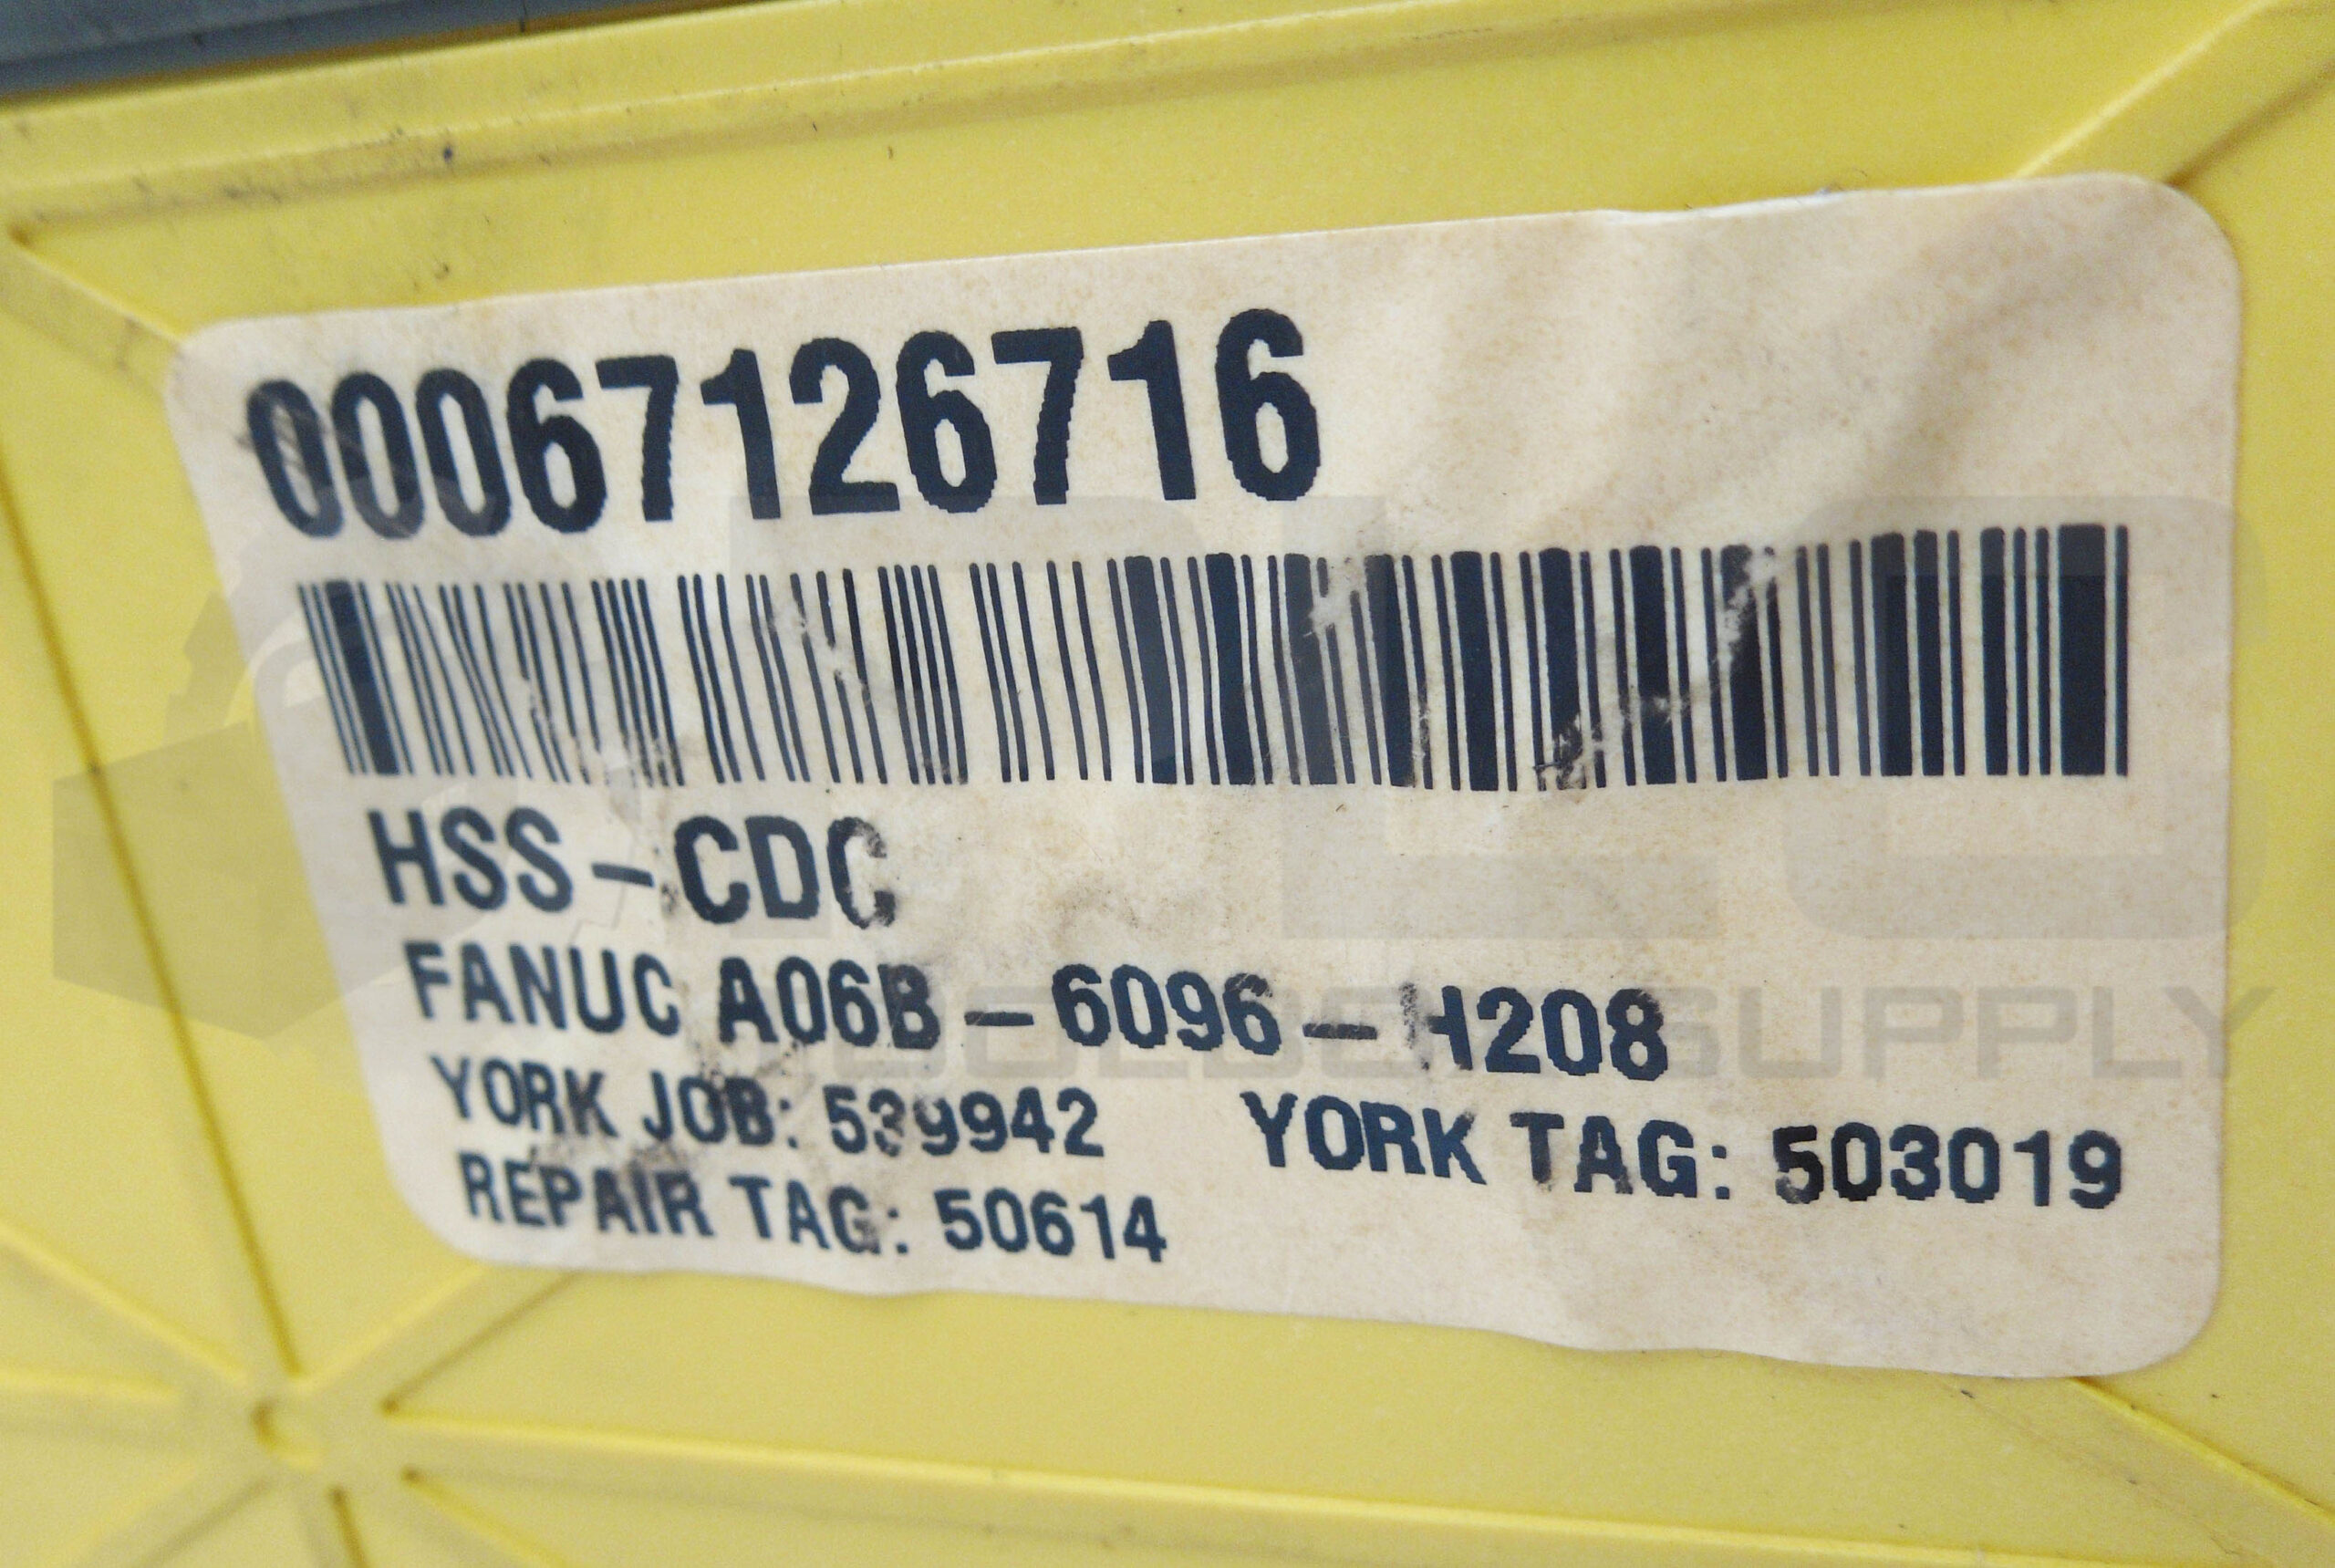 00067126716
HSS-CDC
FANUC A06B-6096-H208
YORK JOB: 539942 YORK TAG: 503019
REPAIR TAG: 50614
SUPPLY